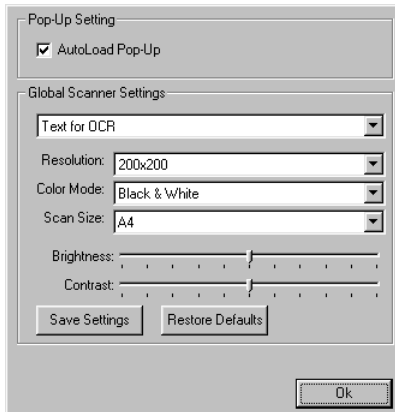 Pop-Up Setting
AutoLoad Pop-Up
Global Scanner Settings
Text for OCR
Resolution: 200x200
Color Mode: Black & White
Scan Size: A4
Brightness:
Contrast:
Save Settings Restore Defaults
Ok